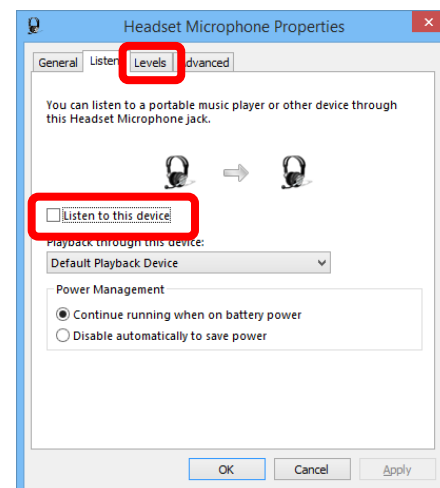 Headset Microphone Properties
General Listen Levels Advanced
You can listen to a portable music player or other device through
this Headset Microphone jack.
Listen to this device
Playback through this device:
Default Playback Device
Power Management
Continue running when on battery power
Disable automatically to save power
OK Cancel Apply